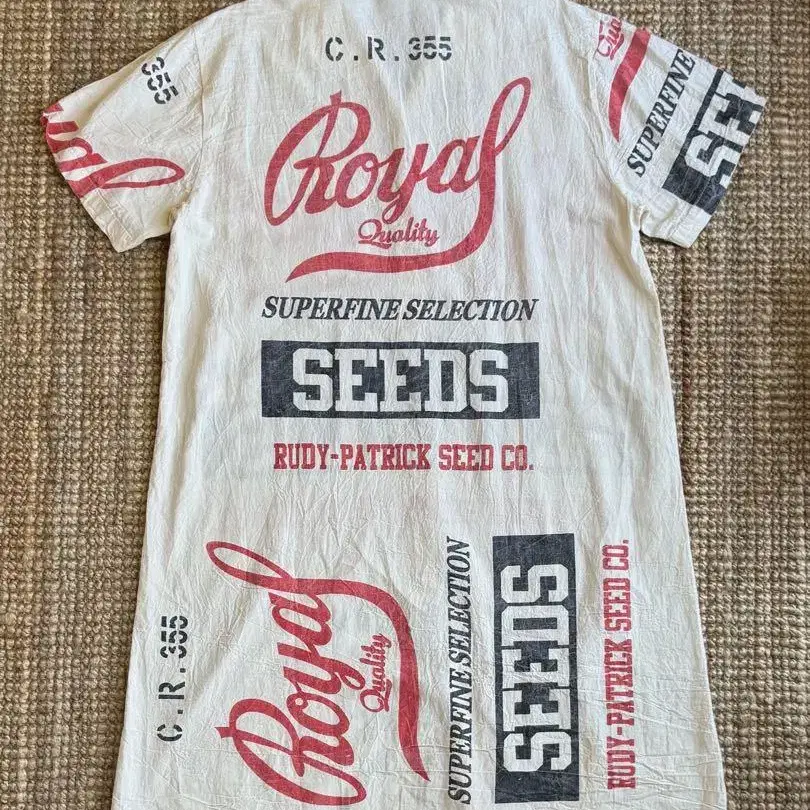 C.R.355
355
Royal
Quality
SUPERFINE SELECTION
SEEDS
RUDY-PATRICK SEED CO.
SUPERFINE
C.R.355
Royal
Quality
SUPERFINE SELECTION
SEEDS
RUDY-PATRICK SEED CO.